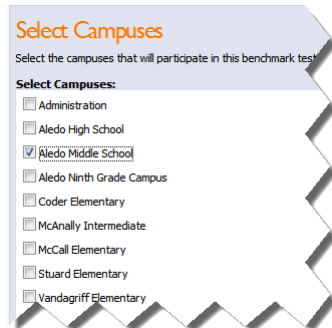 Select Campuses
Select the campuses that will participate in this benchmark test
Select Campuses:
Administration
Aledo High School
Aledo Middle School
Aledo Ninth Grade Campus
Coder Elementary
McAnally Intermediate
McCall Elementary
Stuard Elementary
Vandagriff Elementary